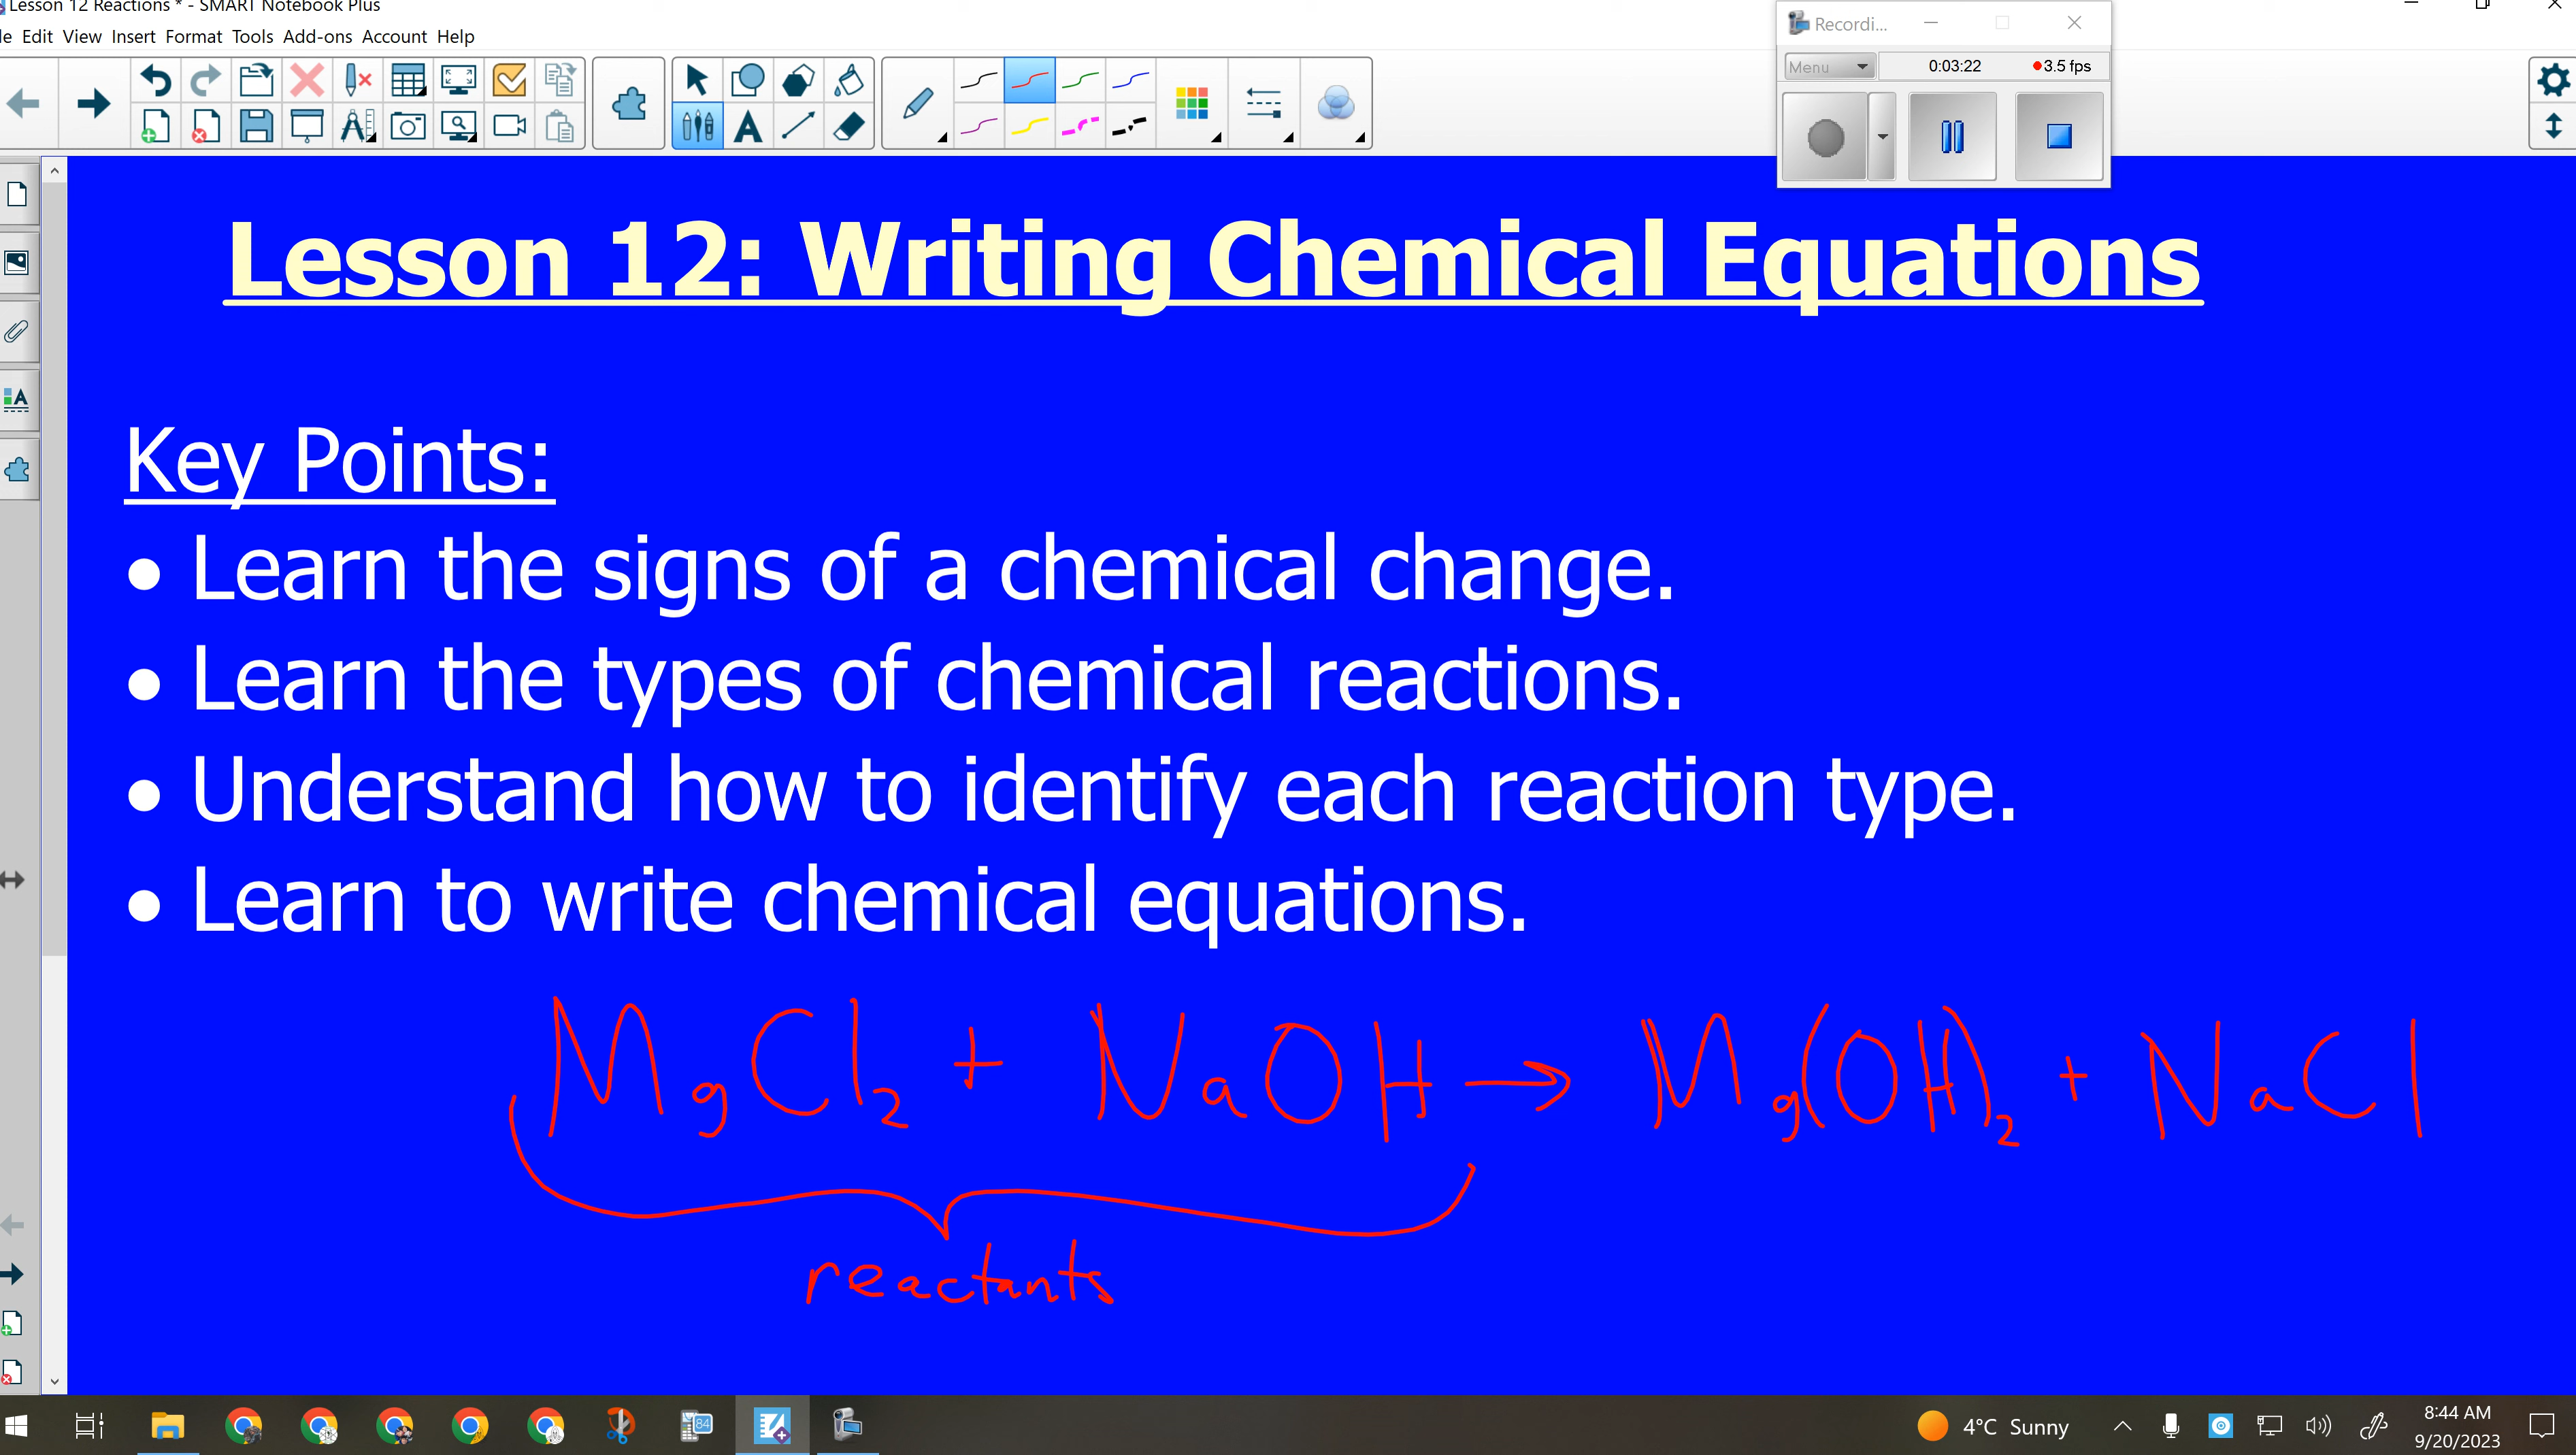 Lesson 12 Reactions * - SMART Notebook Plus
le Edit View Insert Format Tools Add-ons Account Help
Recordi...
Menu 0:03:22 3.5 fps
Lesson 12: Writing Chemical Equations
Key Points:
● Learn the signs of a chemical change.
● Learn the types of chemical reactions.
● Understand how to identify each reaction type.
● Learn to write chemical equations.
MgCl₂ + NaOH → Mg(OH)₂ + NaCl
reactants
84
4°C Sunny
8:44 AM
9/20/2023